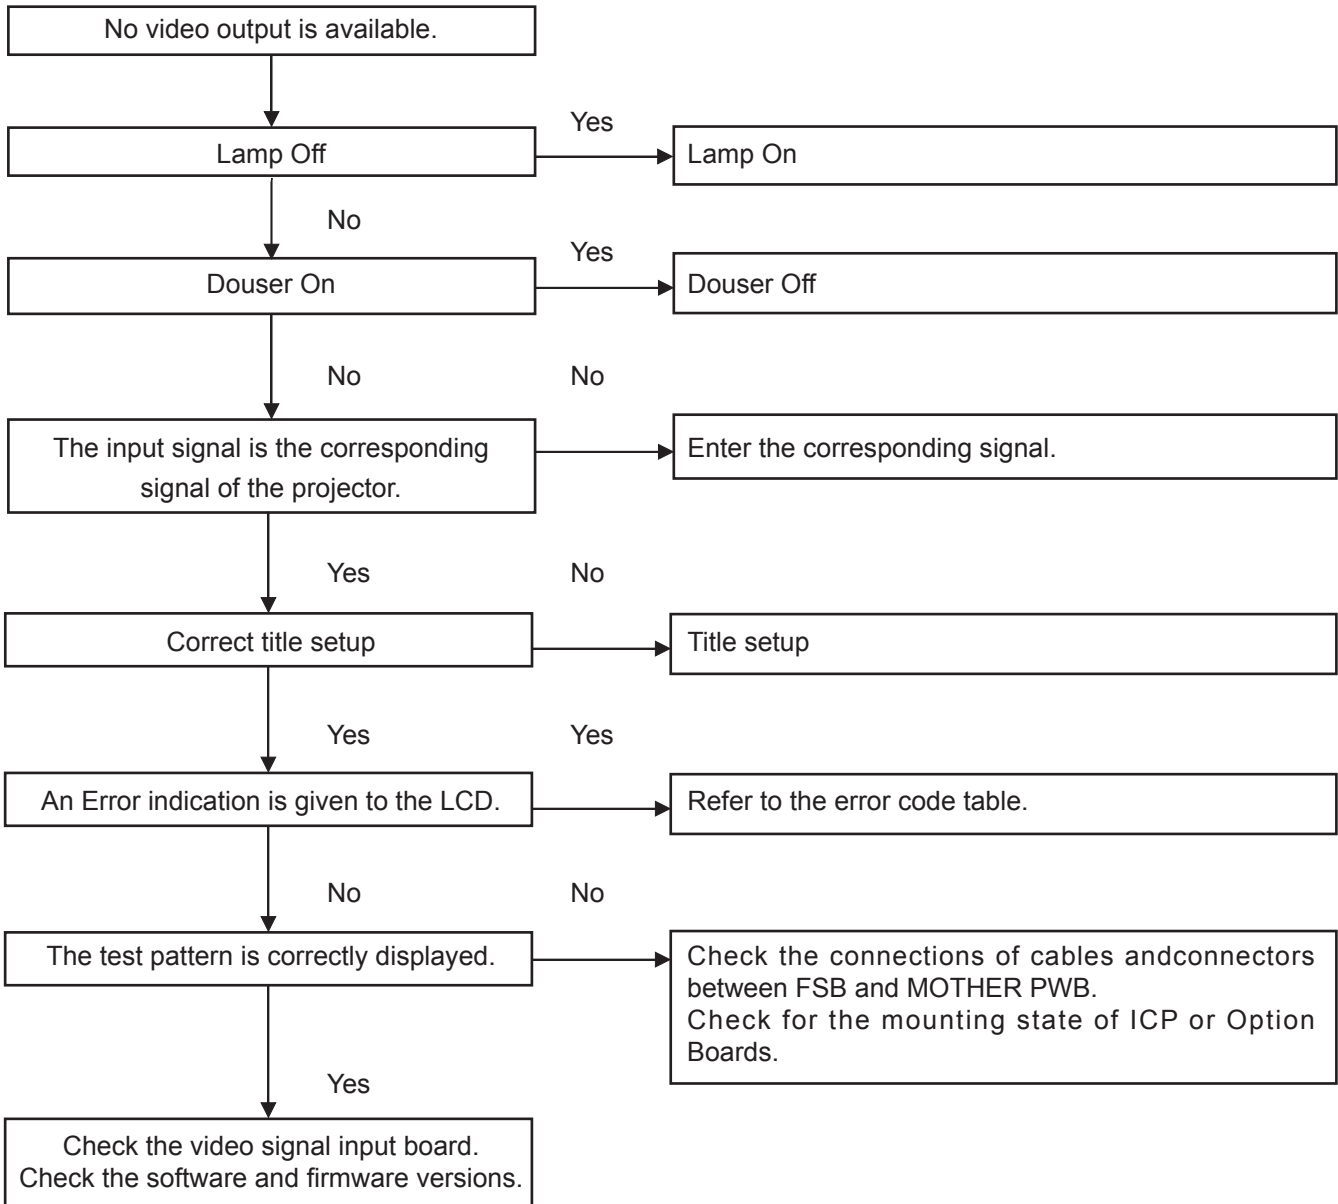 No video output is available.
Yes
Lamp Off
Lamp On
No
Yes
Douser On
Douser Off
No
No
The input signal is the corresponding
signal of the projector.
Enter the corresponding signal.
Yes
No
Correct title setup
Title setup
Yes
Yes
An Error indication is given to the LCD.
Refer to the error code table.
No
No
The test pattern is correctly displayed.
Check the connections of cables andconnectors
between FSB and MOTHER PWB.
Check for the mounting state of ICP or Option
Boards.
Yes
Check the video signal input board.
Check the software and firmware versions.